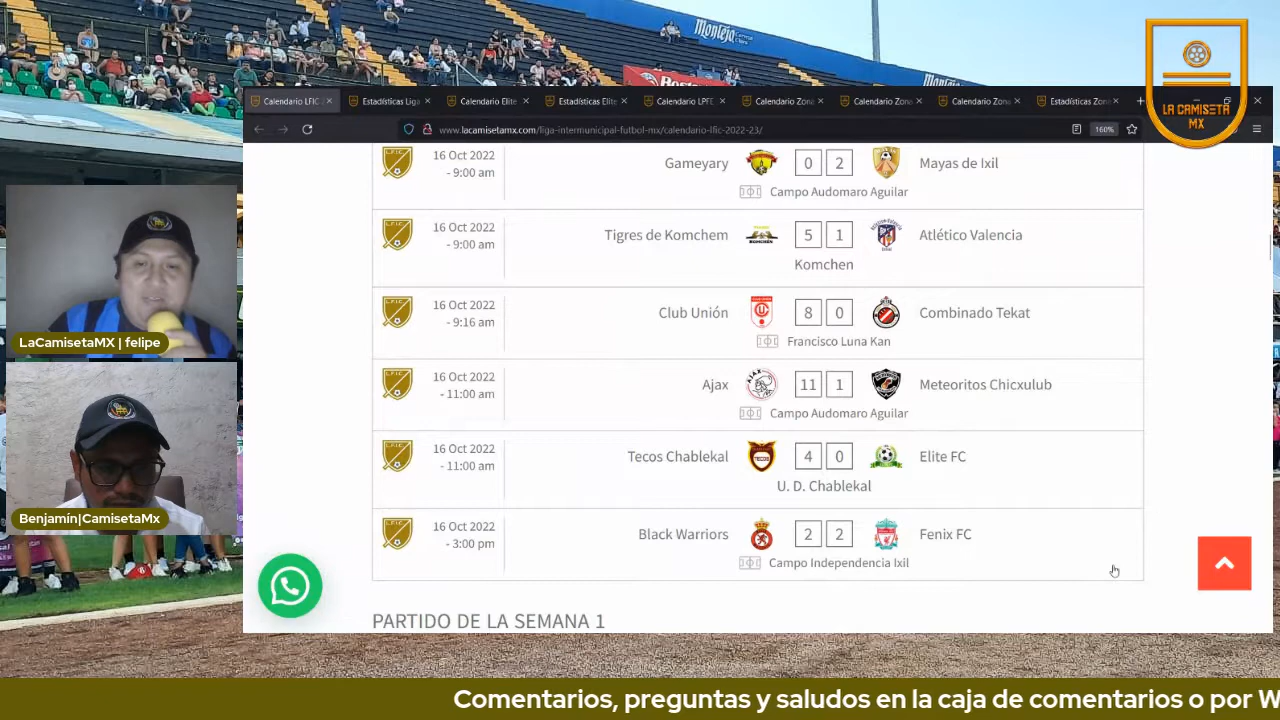 Montejo
LA CAMISETA
MX
Calendario LFIC
Estadísticas Liga
Calendario Elite
Estadísticas Elite
Calendario LPF
Calendario Zona
Calendario Zona
Calendario Zona
Estadísticas Zona
www.lacamisetamx.com/liga-intermunicipal-futbol-mx/calendario-lfic-2022-23/
160%
16 Oct 2022
- 9:00 am
Gameyary 0 2 Mayas de Ixil
Campo Audomaro Aguilar
16 Oct 2022
- 9:00 am
Tigres de Komchem 5 1 Atlético Valencia
Komchen
16 Oct 2022
- 9:16 am
Club Unión 8 0 Combinado Tekat
Francisco Luna Kan
16 Oct 2022
- 11:00 am
Ajax 11 1 Meteoritos Chicxulub
Campo Audomaro Aguilar
16 Oct 2022
- 11:00 am
Tecos Chablekal 4 0 Elite FC
U. D. Chablekal
16 Oct 2022
- 3:00 pm
Black Warriors 2 2 Fenix FC
Campo Independencia Ixil
PARTIDO DE LA SEMANA 1
LaCamisetaMX | felipe
Benjamín|CamisetaMx
Comentarios, preguntas y saludos en la caja de comentarios o por W